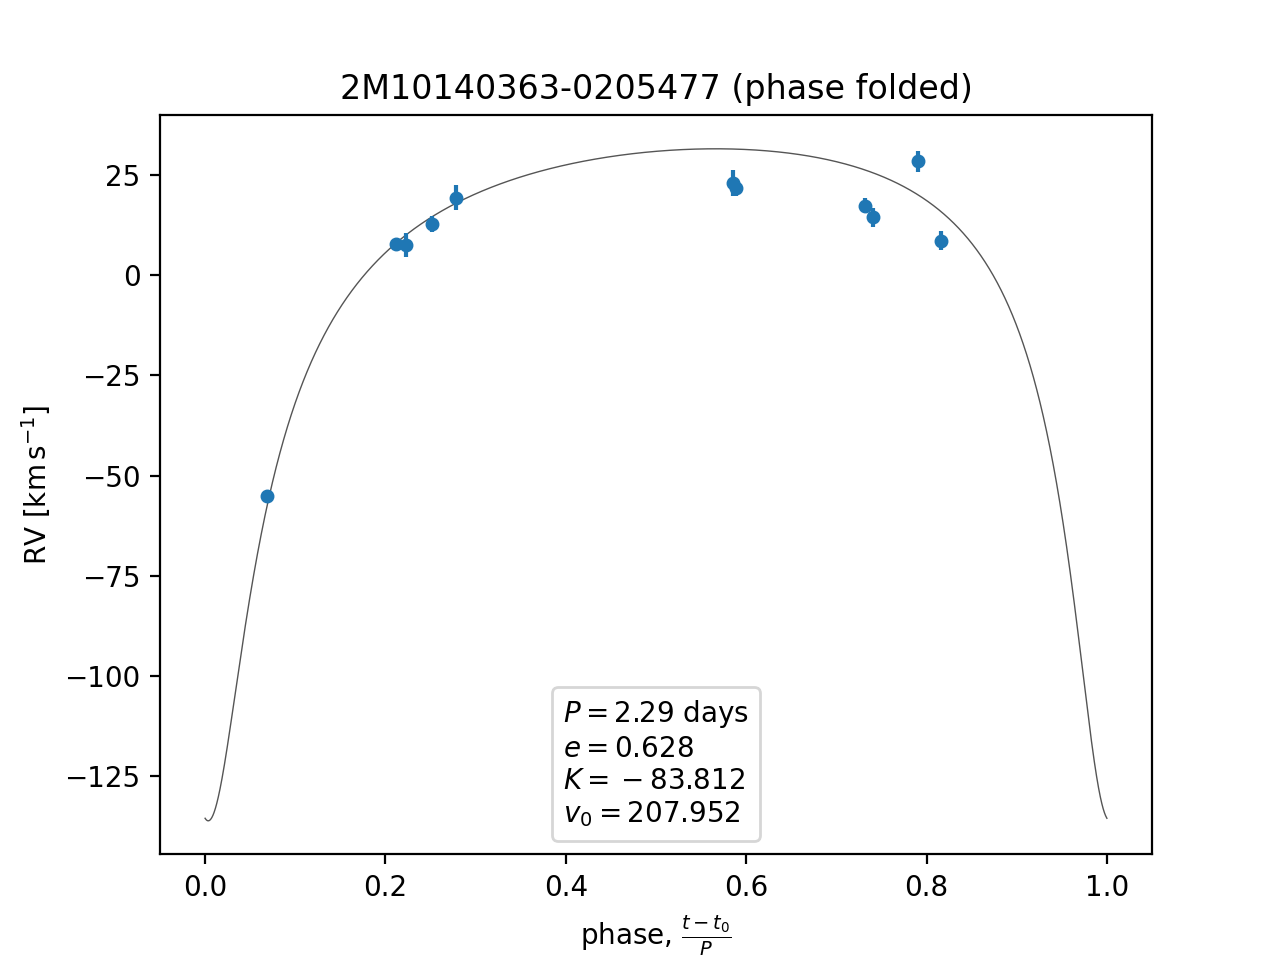 2M10140363-0205477 (phase folded)
RV [km s⁻¹]
25
0
−25
−50
−75
−100
−125
P = 2.29 days
e = 0.628
K = −83.812
v₀ = 207.952
0.0 0.2 0.4 0.6 0.8 1.0
phase, (t − t₀)/P